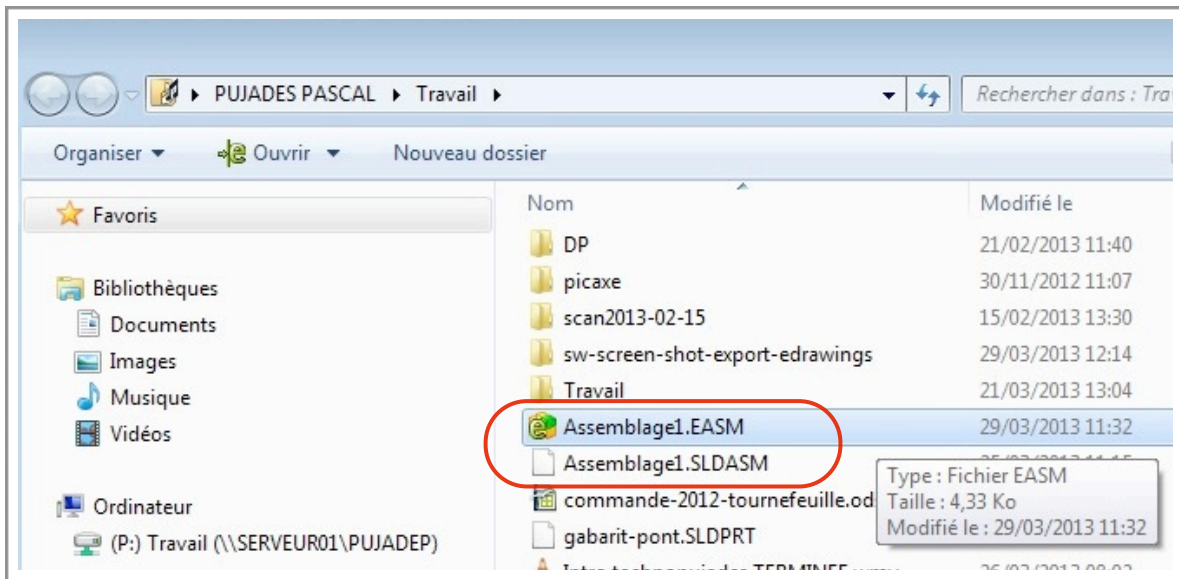 PUJADES PASCAL Travail
Rechercher dans : Tra
Organiser Ouvrir Nouveau dossier
Favoris
Bibliothèques
Documents
Images
Musique
Vidéos
Ordinateur
(P:) Travail (\\SERVEUR01\PUJADEP)
Nom Modifié le
DP 21/02/2013 11:40
picaxe 30/11/2012 11:07
scan2013-02-15 15/02/2013 13:30
sw-screen-shot-export-edrawings 29/03/2013 12:14
Travail 21/03/2013 13:04
Assemblage1.EASM 29/03/2013 11:32
Assemblage1.SLDASM
commande-2012-tournefeuille.od
gabarit-pont.SLDPRT
Type : Fichier EASM
Taille : 4,33 Ko
Modifié le : 29/03/2013 11:32